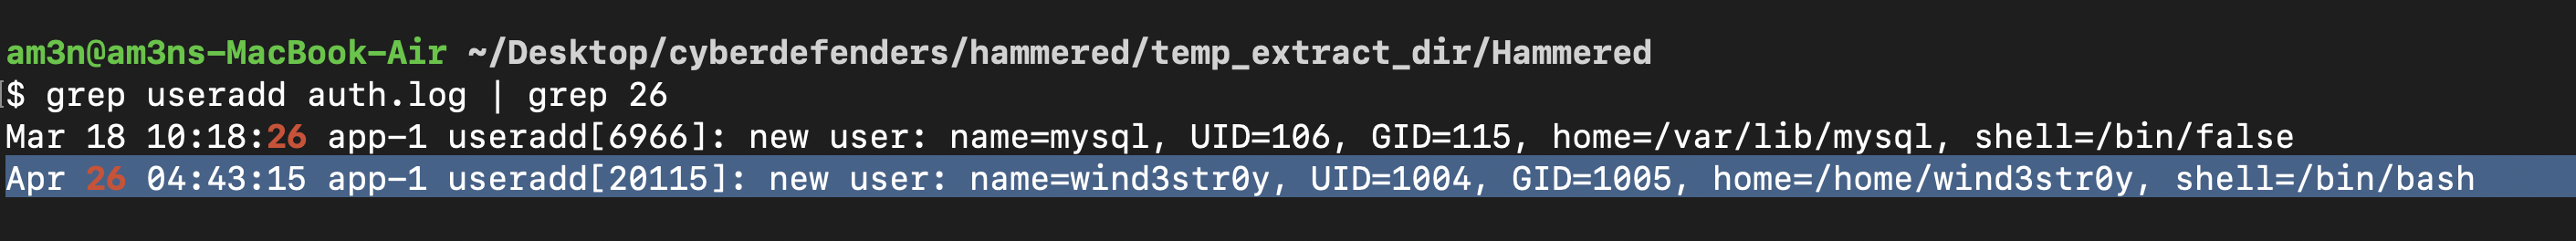 am3n@am3ns-MacBook-Air ~/Desktop/cyberdefenders/hammered/temp_extract_dir/Hammered
$ grep useradd auth.log | grep 26
Mar 18 10:18:26 app-1 useradd[6966]: new user: name=mysql, UID=106, GID=115, home=/var/lib/mysql, shell=/bin/false
Apr 26 04:43:15 app-1 useradd[20115]: new user: name=wind3str0y, UID=1004, GID=1005, home=/home/wind3str0y, shell=/bin/bash